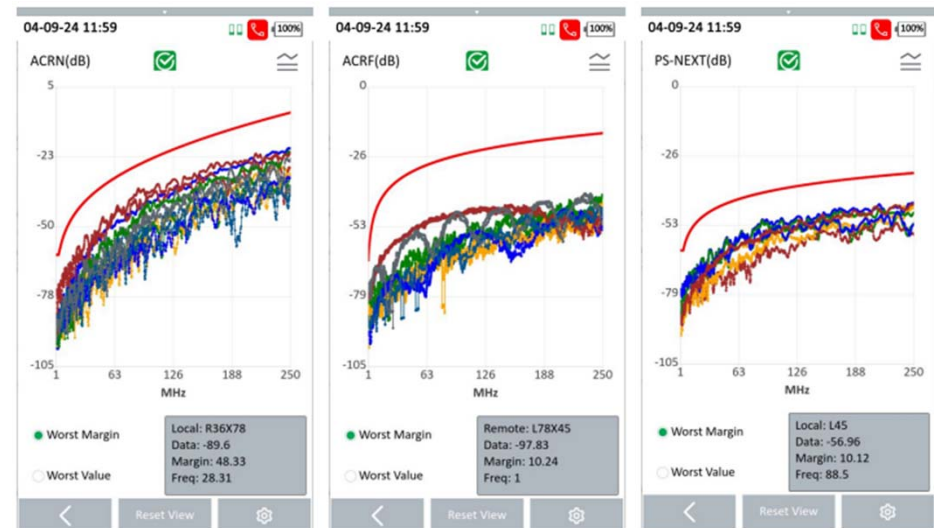 04-09-24 11:59
100%
ACRN(dB)
5
-23
-50
-78
-105
1 63 126 188 250
MHz
Worst Margin
Worst Value
Local: R36X78
Data: -89.6
Margin: 48.33
Freq: 28.31
Reset View
04-09-24 11:59
100%
ACRF(dB)
0
-26
-53
-79
-105
1 63 126 188 250
MHz
Worst Margin
Worst Value
Remote: L78X45
Data: -97.83
Margin: 10.24
Freq: 1
Reset View
04-09-24 11:59
100%
PS-NEXT(dB)
0
-26
-53
-79
-105
1 63 126 188 250
MHz
Worst Margin
Worst Value
Local: L45
Data: -56.96
Margin: 10.12
Freq: 88.5
Reset View